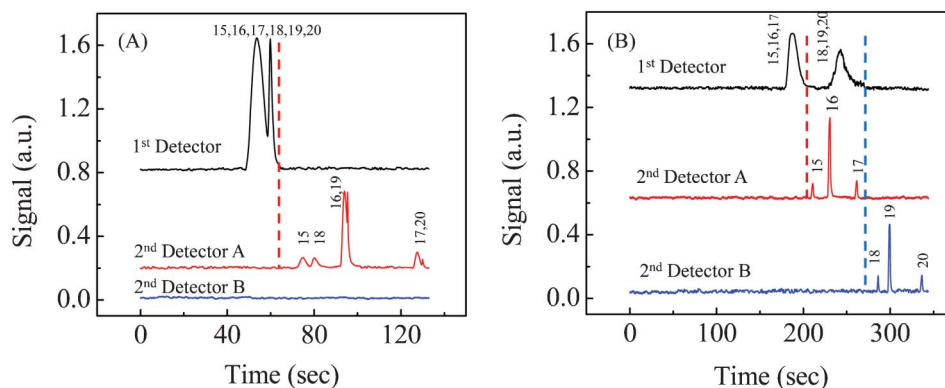 (A)
15,16,17,18,19,20
1st Detector
15
18
16,19
17,20
2nd Detector A
2nd Detector B
1.6
1.2
0.8
0.4
0.0
Signal (a.u.)
0 40 80 120
Time (sec)
(B)
15,16,17
18,19,20
1st Detector
16
15
17
2nd Detector A
19
18
20
2nd Detector B
1.6
1.2
0.8
0.4
0.0
Signal (a.u.)
0 100 200 300
Time (sec)